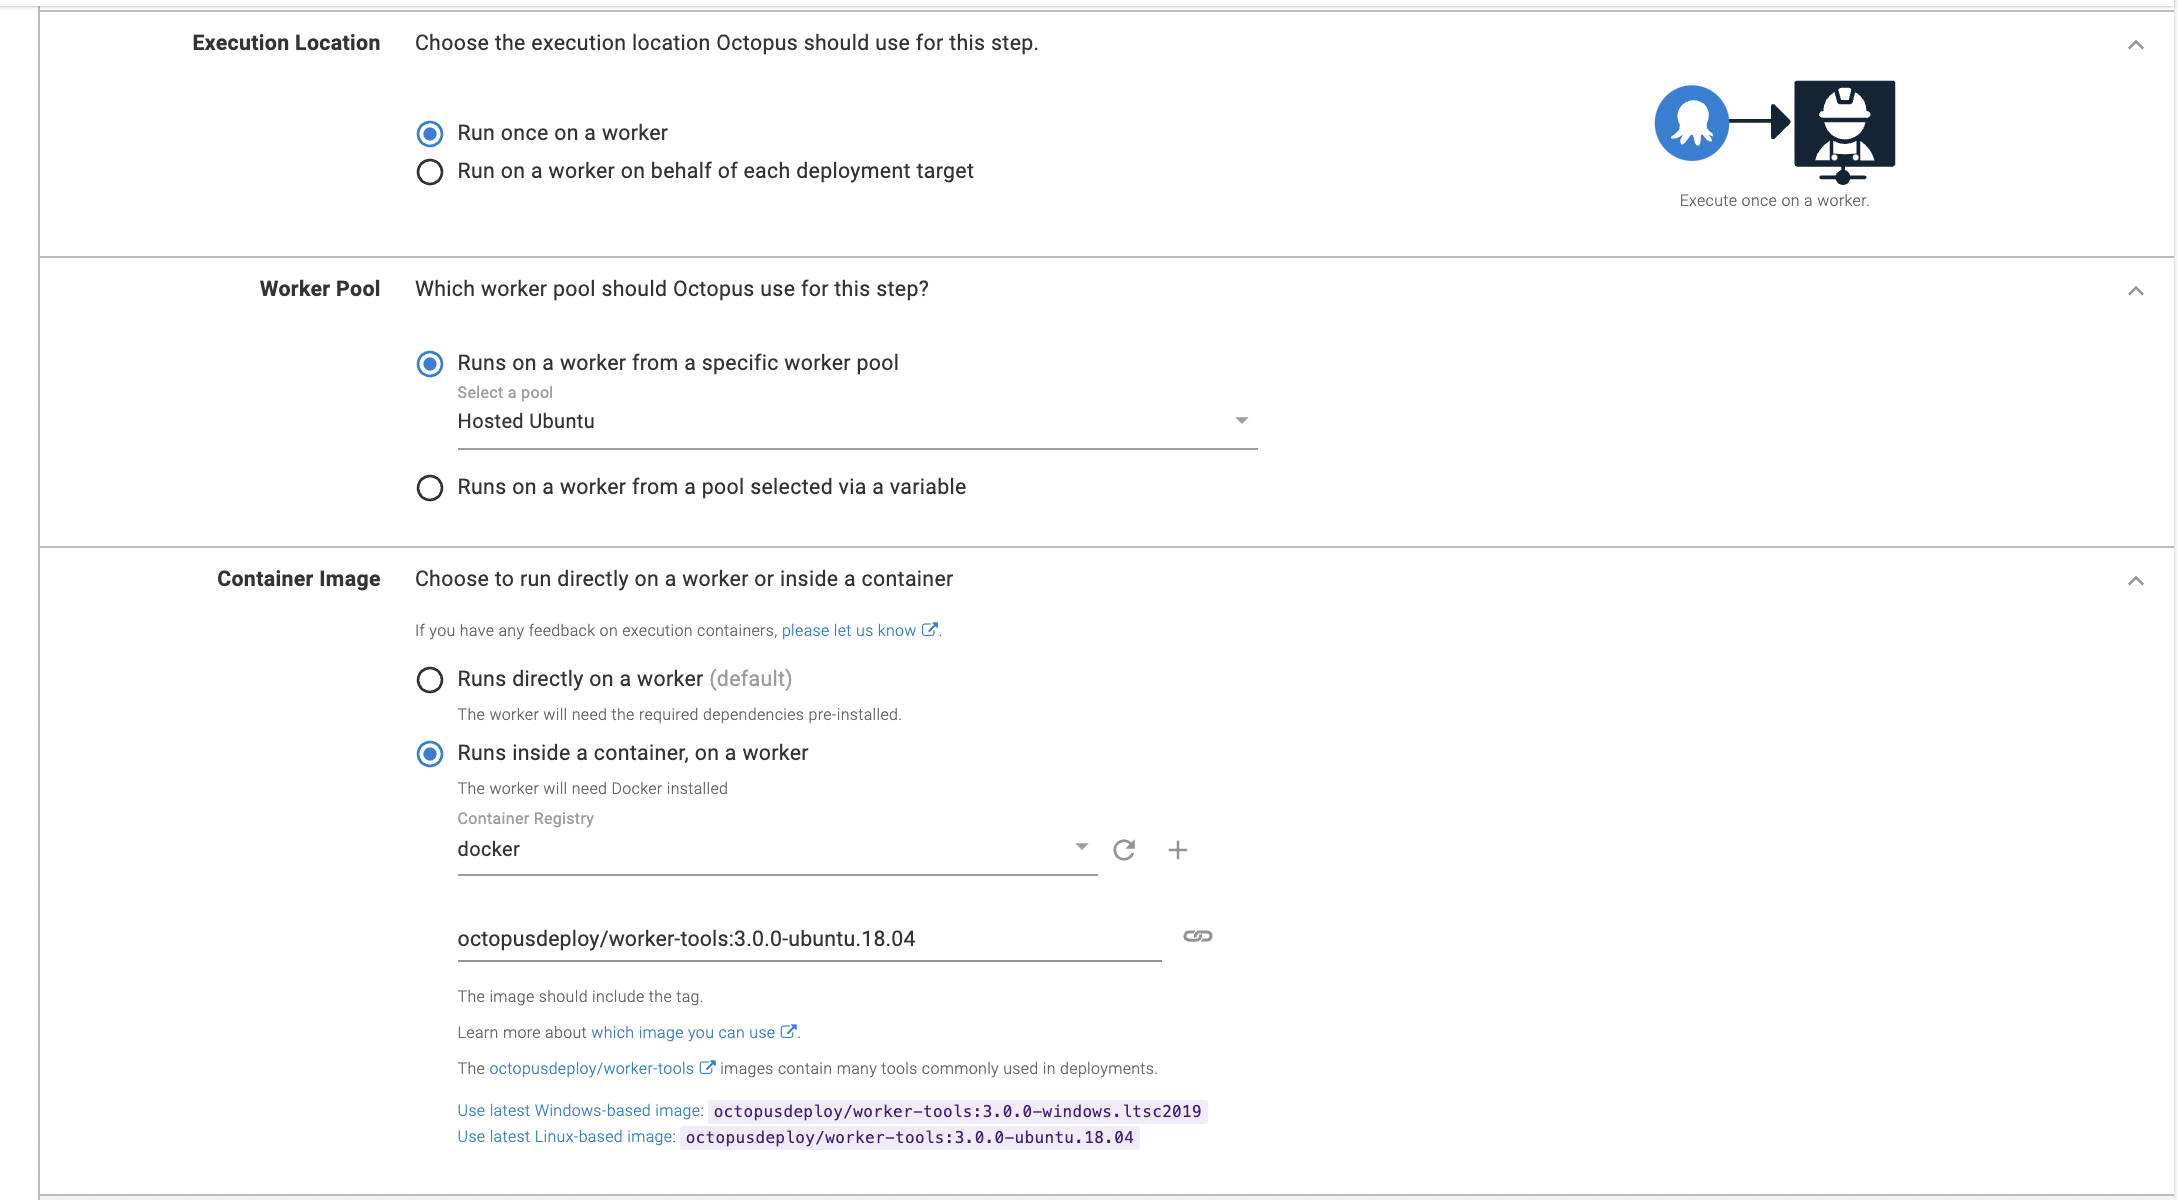 Execution Location
Choose the execution location Octopus should use for this step.
Run once on a worker
Run on a worker on behalf of each deployment target
Execute once on a worker.
Worker Pool
Which worker pool should Octopus use for this step?
Runs on a worker from a specific worker pool
Select a pool
Hosted Ubuntu
Runs on a worker from a pool selected via a variable
Container Image
Choose to run directly on a worker or inside a container
If you have any feedback on execution containers, please let us know.
Runs directly on a worker (default)
The worker will need the required dependencies pre-installed.
Runs inside a container, on a worker
The worker will need Docker installed
Container Registry
docker
octopusdeploy/worker-tools:3.0.0-ubuntu.18.04
The image should include the tag.
Learn more about which image you can use.
The octopusdeploy/worker-tools images contain many tools commonly used in deployments.
Use latest Windows-based image: octopusdeploy/worker-tools:3.0.0-windows.ltsc2019
Use latest Linux-based image: octopusdeploy/worker-tools:3.0.0-ubuntu.18.04